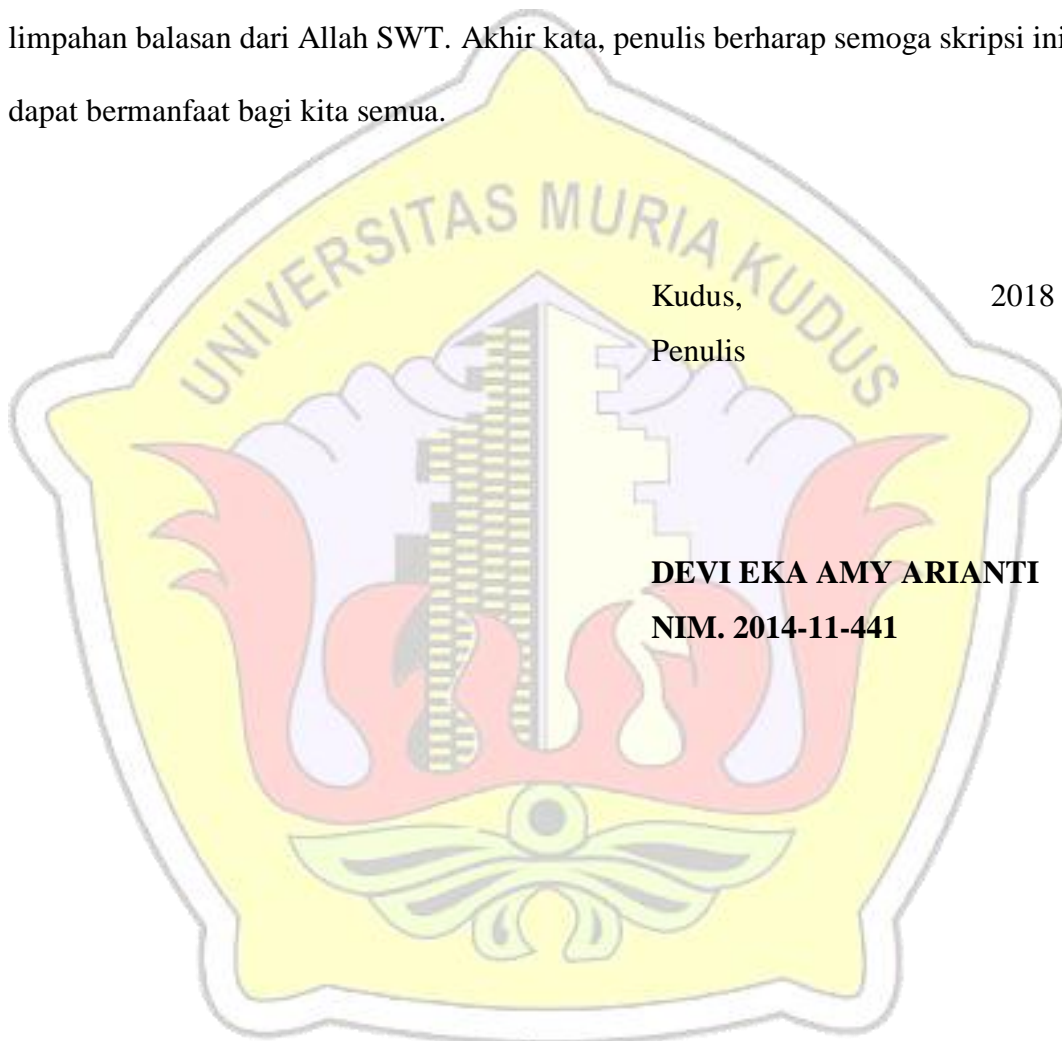 limpahan balasan dari Allah SWT. Akhir kata, penulis berharap semoga skripsi ini
dapat bermanfaat bagi kita semua.
UNIVERSITAS MURIA KUDUS
Kudus, 2018
Penulis
DEVI EKA AMY ARIANTI
NIM. 2014-11-441